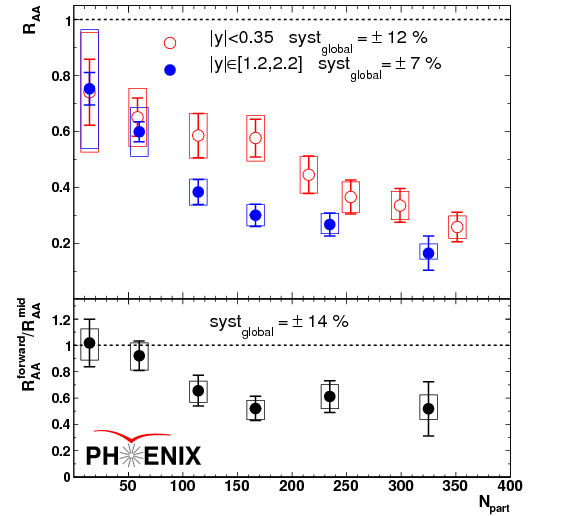 R_AA
1
0.8
0.6
0.4
0.2
|y|<0.35 syst_global = ± 12 %
|y|∈[1.2,2.2] syst_global = ± 7 %
R_AA^forward/R_AA^mid
1.2
1
0.8
0.6
0.4
0.2
0
syst_global = ± 14 %
PHENIX
50 100 150 200 250 300 350 400
N_part